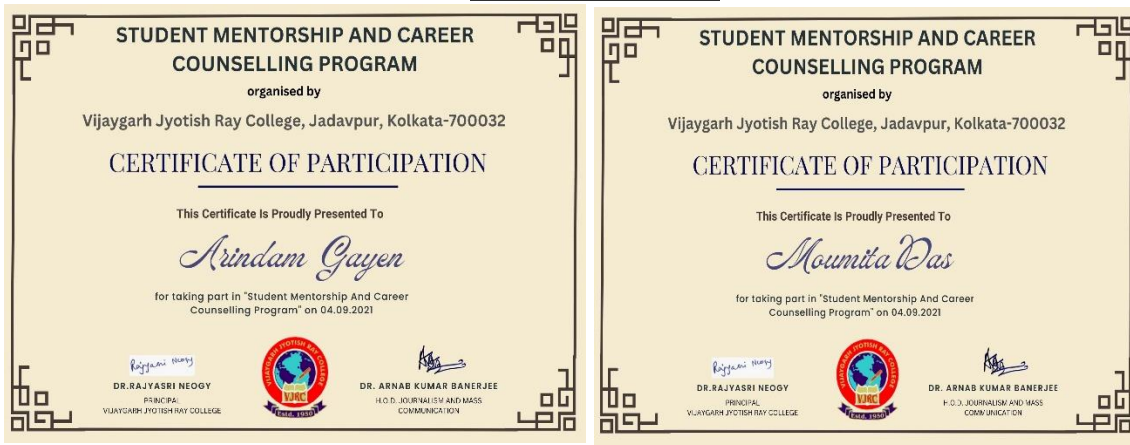 STUDENT MENTORSHIP AND CAREER
COUNSELLING PROGRAM
organised by
Vijaygarh Jyotish Ray College, Jadavpur, Kolkata-700032
CERTIFICATE OF PARTICIPATION
This Certificate Is Proudly Presented To
Arindam Gayen
for taking part in "Student Mentorship And Career
Counselling Program" on 04.09.2021
Rajyasri Neogy
DR.RAJYASRI NEOGY
PRINCIPAL
VIJAYGARH JYOTISH RAY COLLEGE
VIJAYGARH JYOTISH RAY COLLEGE
VJRC
Estd. 1950
DR. ARNAB KUMAR BANERJEE
H.O.D. JOURNALISM AND MASS
COMMUNICATION
STUDENT MENTORSHIP AND CAREER
COUNSELLING PROGRAM
organised by
Vijaygarh Jyotish Ray College, Jadavpur, Kolkata-700032
CERTIFICATE OF PARTICIPATION
This Certificate Is Proudly Presented To
Moumita Das
for taking part in "Student Mentorship And Career
Counselling Program" on 04.09.2021
Rajyasri Neogy
DR.RAJYASRI NEOGY
PRINCIPAL
VIJAYGARH JYOTISH RAY COLLEGE
VIJAYGARH JYOTISH RAY COLLEGE
VJRC
Estd. 1950
DR. ARNAB KUMAR BANERJEE
H.O.D. JOURNALISM AND MASS
COMMUNICATION